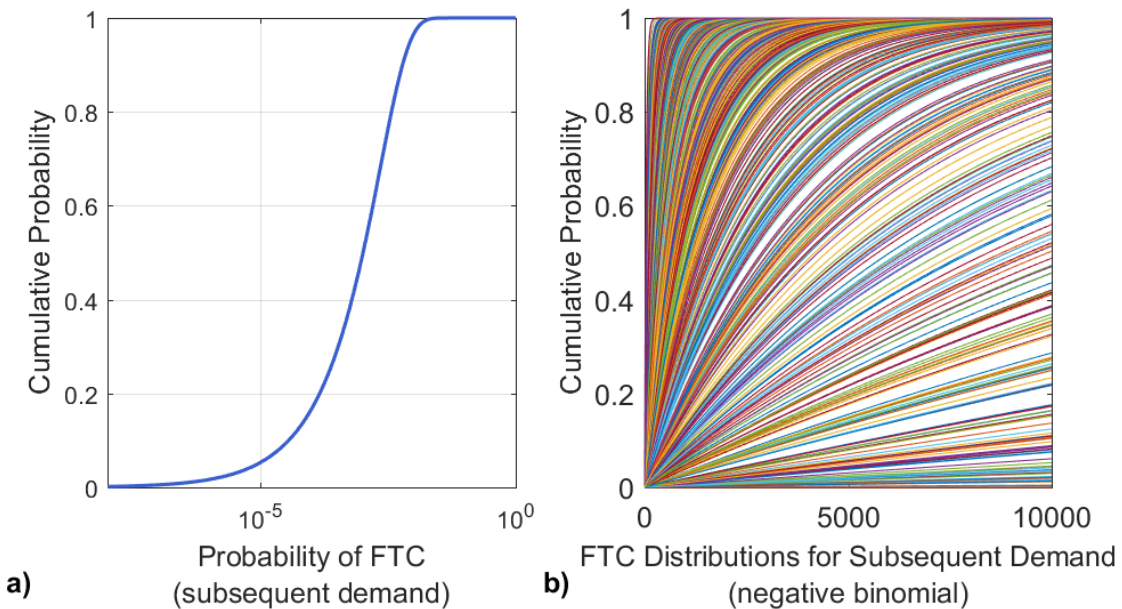 Cumulative Probability
1
0.8
0.6
0.4
0.2
0
10^-5
10^0
Probability of FTC
(subsequent demand)
a)
Cumulative Probability
1
0.8
0.6
0.4
0.2
0
0
5000
10000
FTC Distributions for Subsequent Demand
(negative binomial)
b)